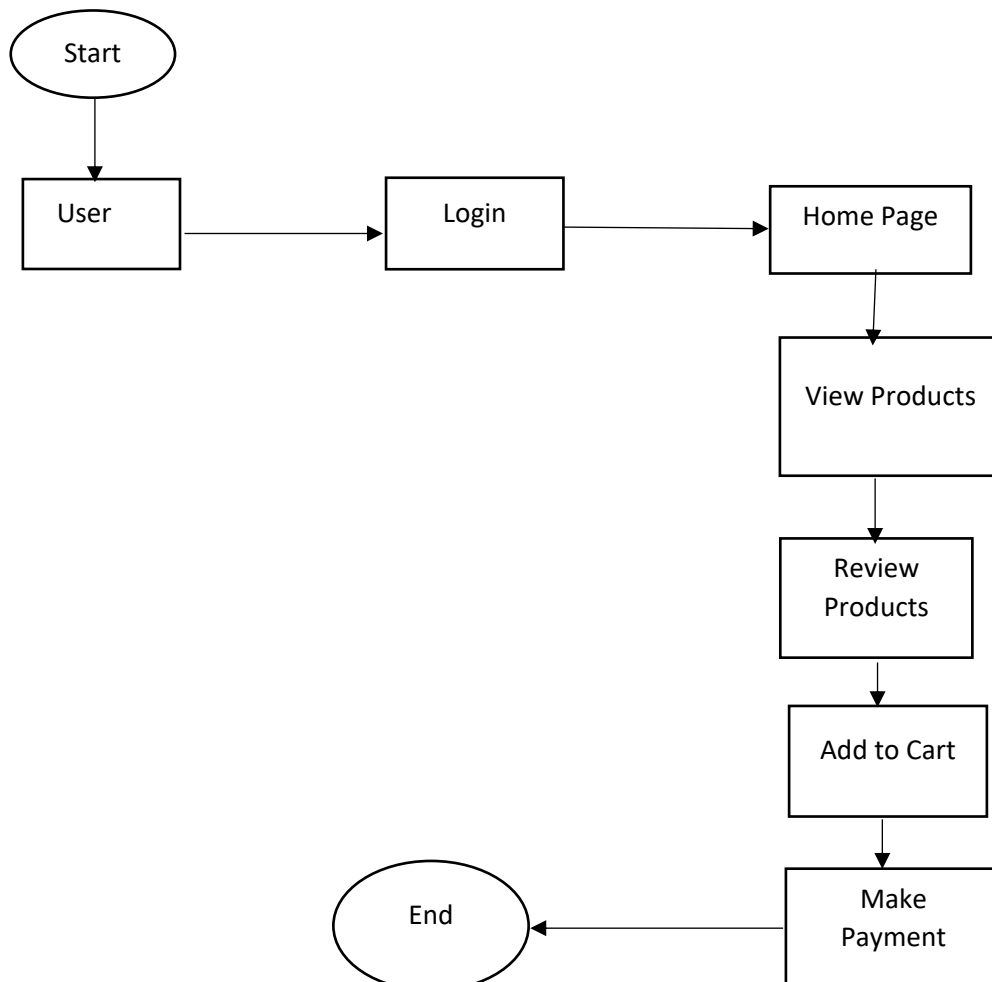 Start
User
Login
Home Page
View Products
Review
Products
Add to Cart
Make
Payment
End